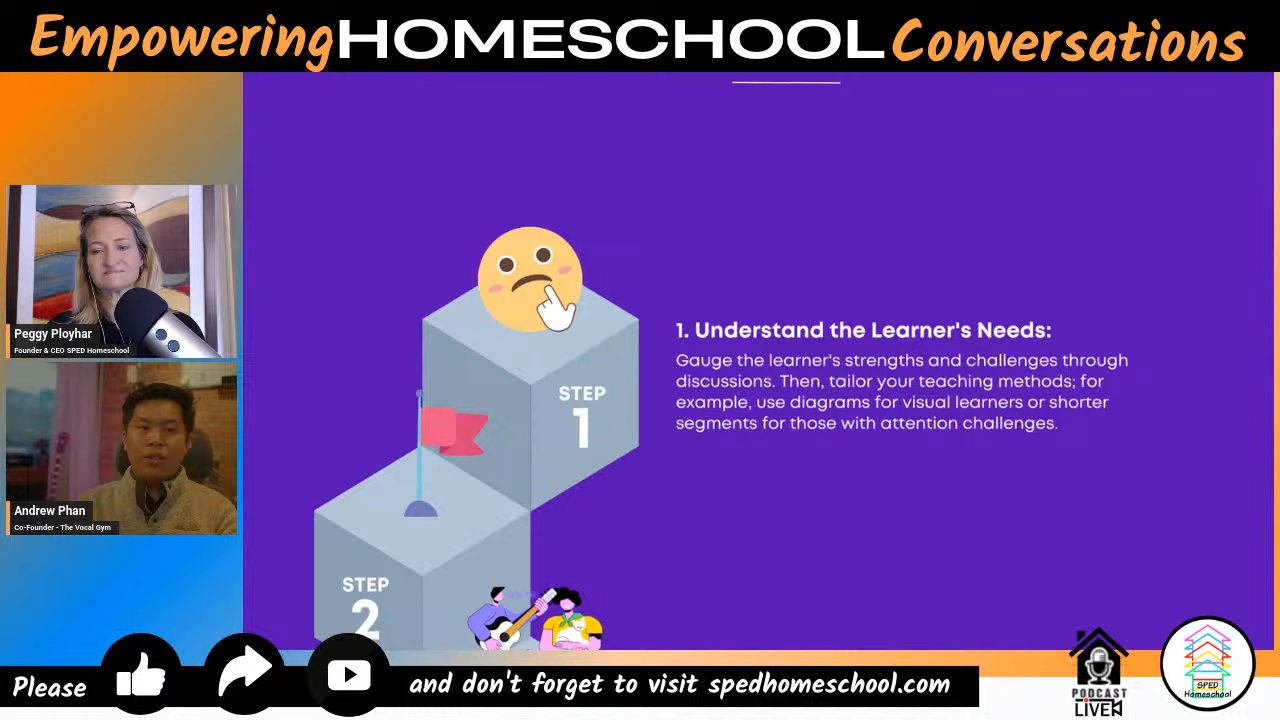 Empowering HOMESCHOOL Conversations
Peggy Ployhar
Founder & CEO SPED Homeschool
Andrew Phan
Co-Founder - The Vocal Gym
STEP
1
STEP
2
1. Understand the Learner's Needs:
Gauge the learner's strengths and challenges through
discussions. Then, tailor your teaching methods; for
example, use diagrams for visual learners or shorter
segments for those with attention challenges.
Please
and don't forget to visit spedhomeschool.com
PODCAST
LIVE
SPED
Homeschool